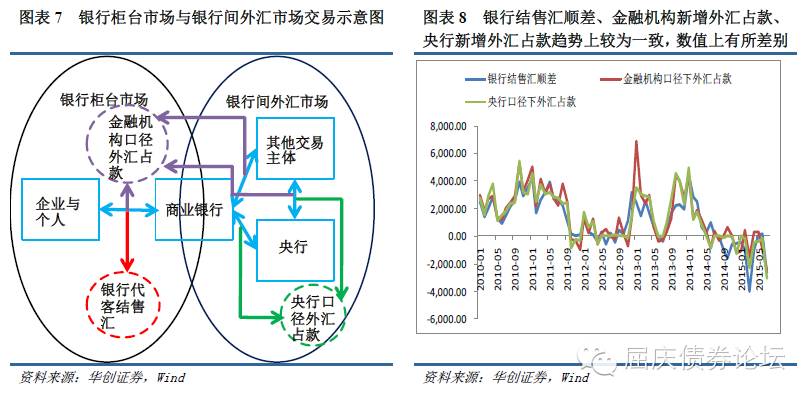 图表 7 银行柜台市场与银行间外汇市场交易示意图
银行柜台市场
银行间外汇市场
金融机
构口径
外汇占
款
其他交易
主体
企业与
个人
商业银行
央行
银行代
客结售
汇
央行口
径外汇
占款
资料来源：华创证券，Wind
图表 8 银行结售汇顺差、金融机构新增外汇占款、
央行新增外汇占款趋势上较为一致，数值上有所差别
银行结售汇顺差
金融机构口径下外汇占款
央行口径下外汇占款
8,000.00
6,000.00
4,000.00
2,000.00
0.00
-2,000.00
-4,000.00
-6,000.00
2010-01
2010-05
2010-09
2011-01
2011-05
2011-09
2012-01
2012-05
2012-09
2013-01
2013-05
2013-09
2014-01
2014-05
2014-09
2015-01
2015-05
资料来源：华创证券，Wind
屈庆债券论坛